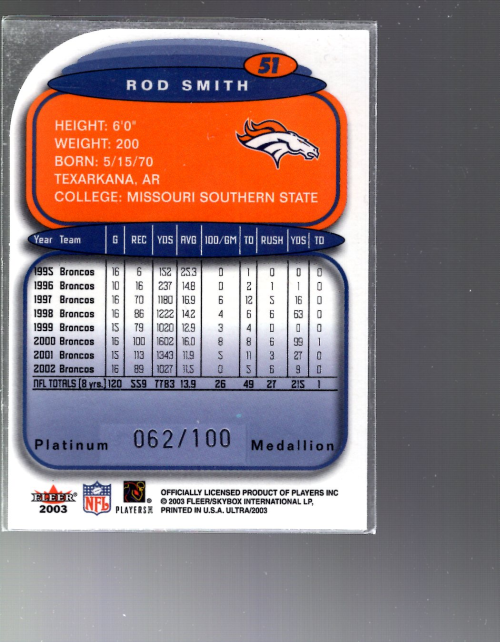 51
ROD SMITH
HEIGHT: 6'0"
WEIGHT: 200
BORN: 5/15/70
TEXARKANA, AR
COLLEGE: MISSOURI SOUTHERN STATE
Year Team G REC YDS AVG 100/GM TD RUSH YDS TD
1995 Broncos 16 6 152 25.3 0 1 0 0 0
1996 Broncos 10 16 237 14.8 0 2 1 1 0
1997 Broncos 16 70 1180 16.9 6 12 5 16 0
1998 Broncos 16 86 1222 14.2 4 6 6 63 0
1999 Broncos 15 79 1020 12.9 3 4 0 0 0
2000 Broncos 16 100 1602 16.0 8 8 6 99 1
2001 Broncos 15 113 1343 11.9 5 11 3 27 0
2002 Broncos 16 89 1027 11.5 0 5 6 9 0
NFL TOTALS (8 yrs.) 120 559 7783 13.9 26 49 27 215 1
Platinum 062/100 Medallion
FLEER 2003
NFL
PLAYERS INC
OFFICIALLY LICENSED PRODUCT OF PLAYERS INC
© 2003 FLEER/SKYBOX INTERNATIONAL LP,
PRINTED IN U.S.A. ULTRA/2003